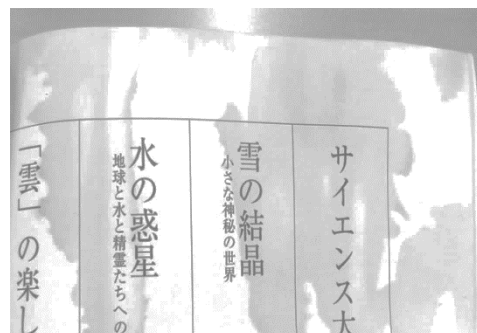 サイエンス大
雪の結晶
小さな神秘の世界
水の惑星
地球と水と精霊たちへの
「雲」の楽し